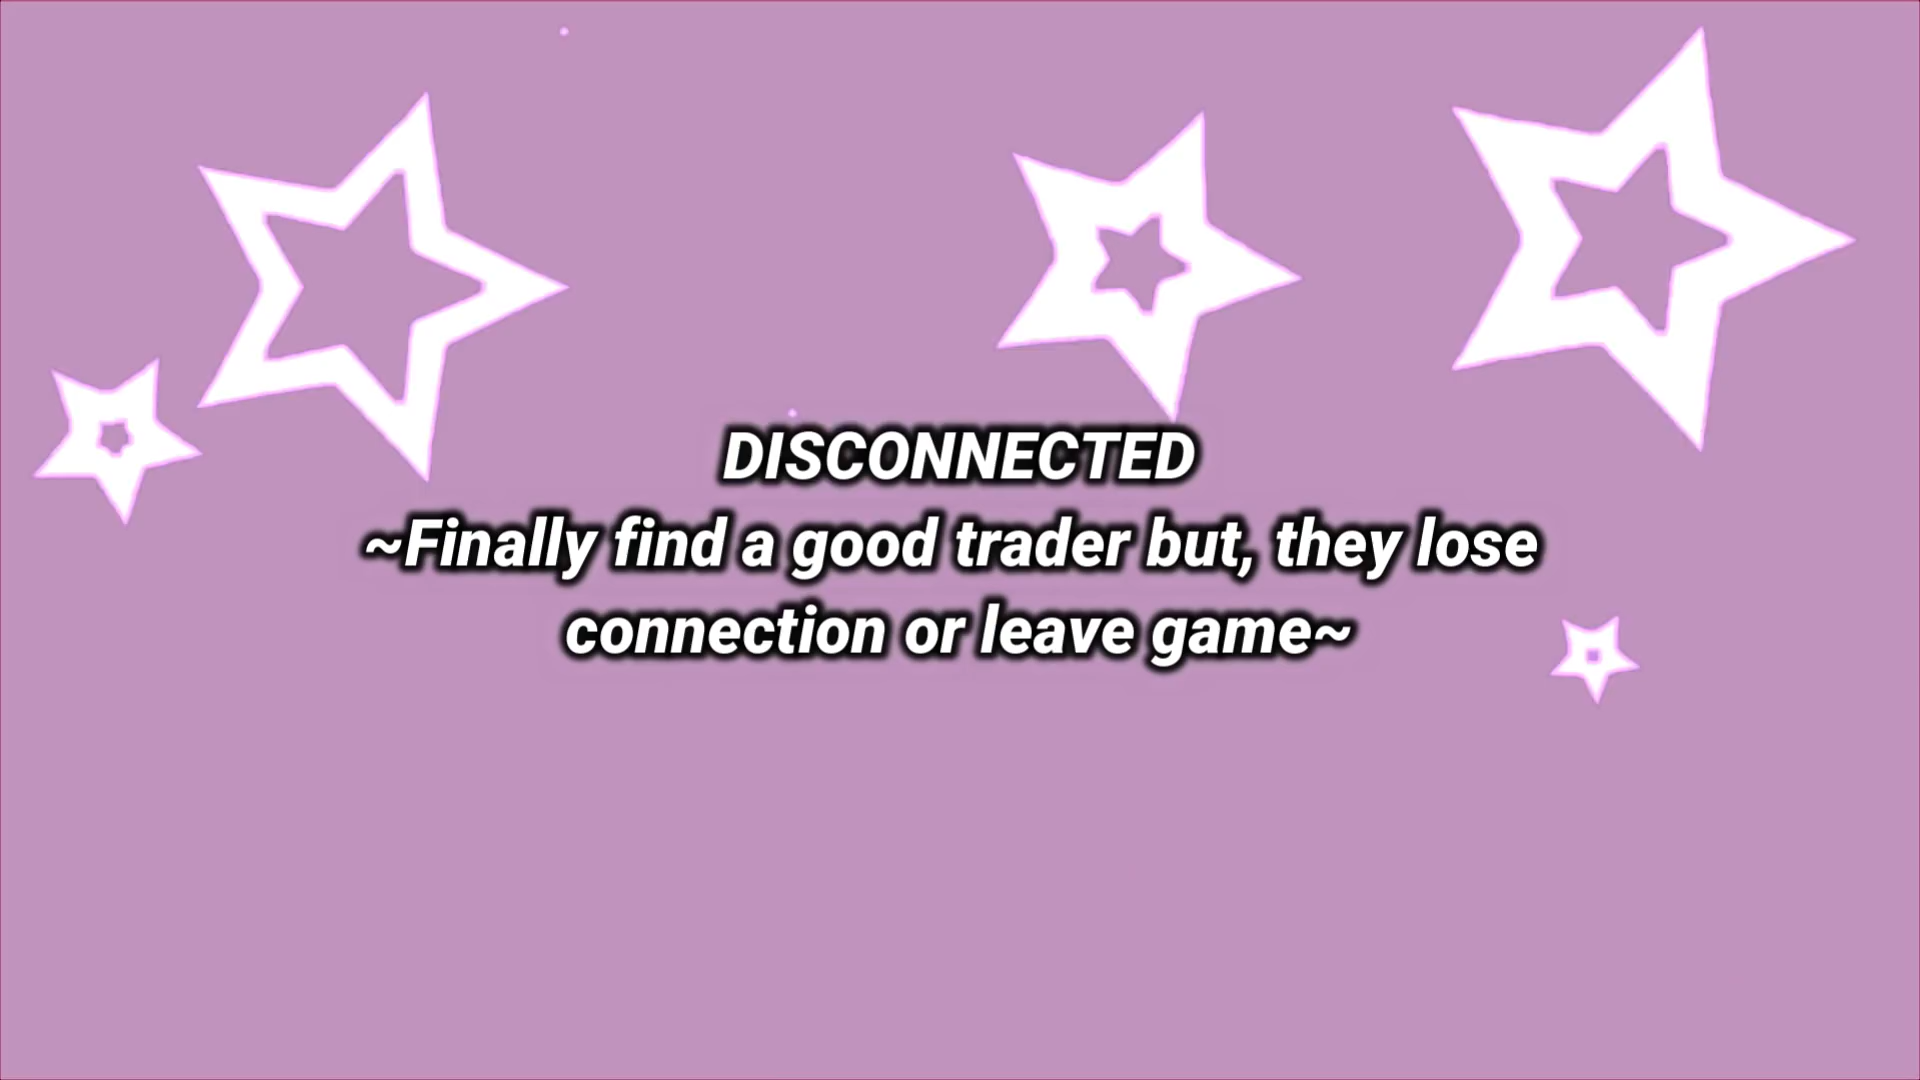 DISCONNECTED
~Finally find a good trader but, they lose
connection or leave game~